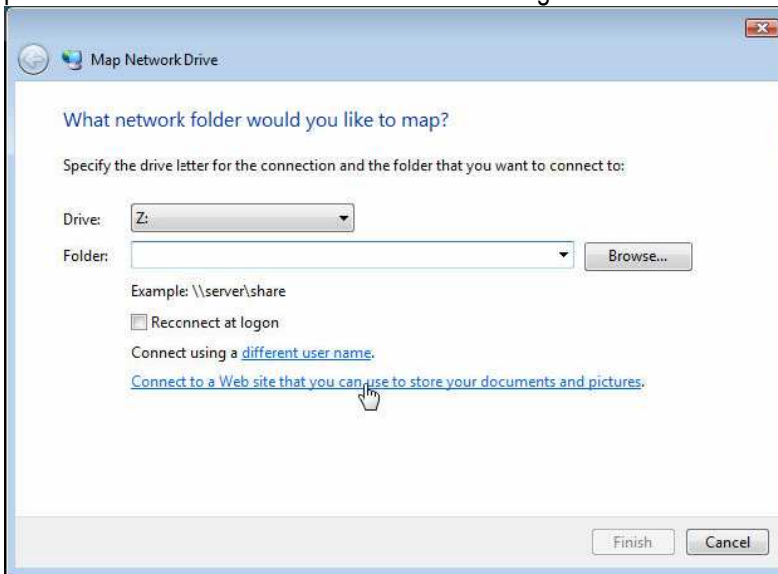 Map Network Drive
What network folder would you like to map?
Specify the drive letter for the connection and the folder that you want to connect to:
Drive: Z:
Folder: Browse...
Example: \\server\share
Reconnect at logon
Connect using a different user name.
Connect to a Web site that you can use to store your documents and pictures.
Finish Cancel